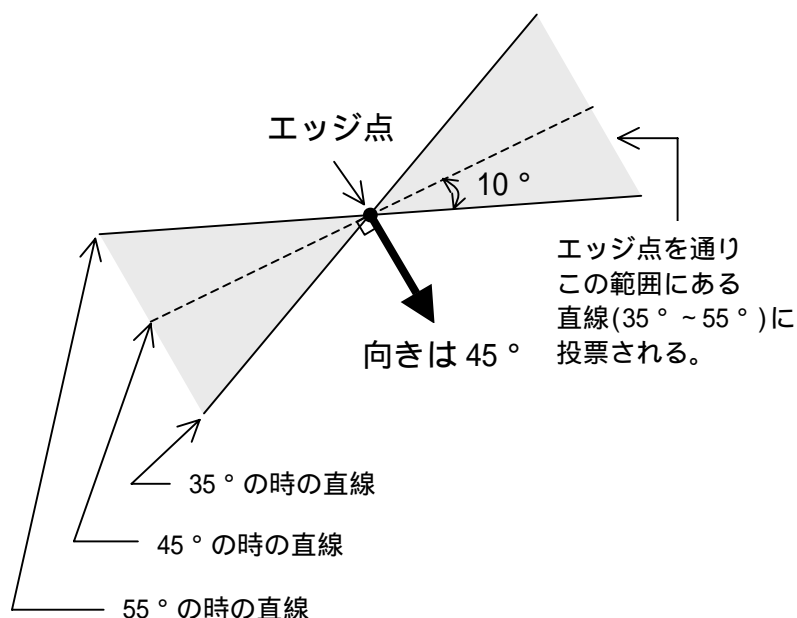 エッジ点
10 °
エッジ点を通り
この範囲にある
直線(35 ° ~ 55 ° )に
投票される。
向きは 45 °
35 ° の時の直線
45 ° の時の直線
55 ° の時の直線